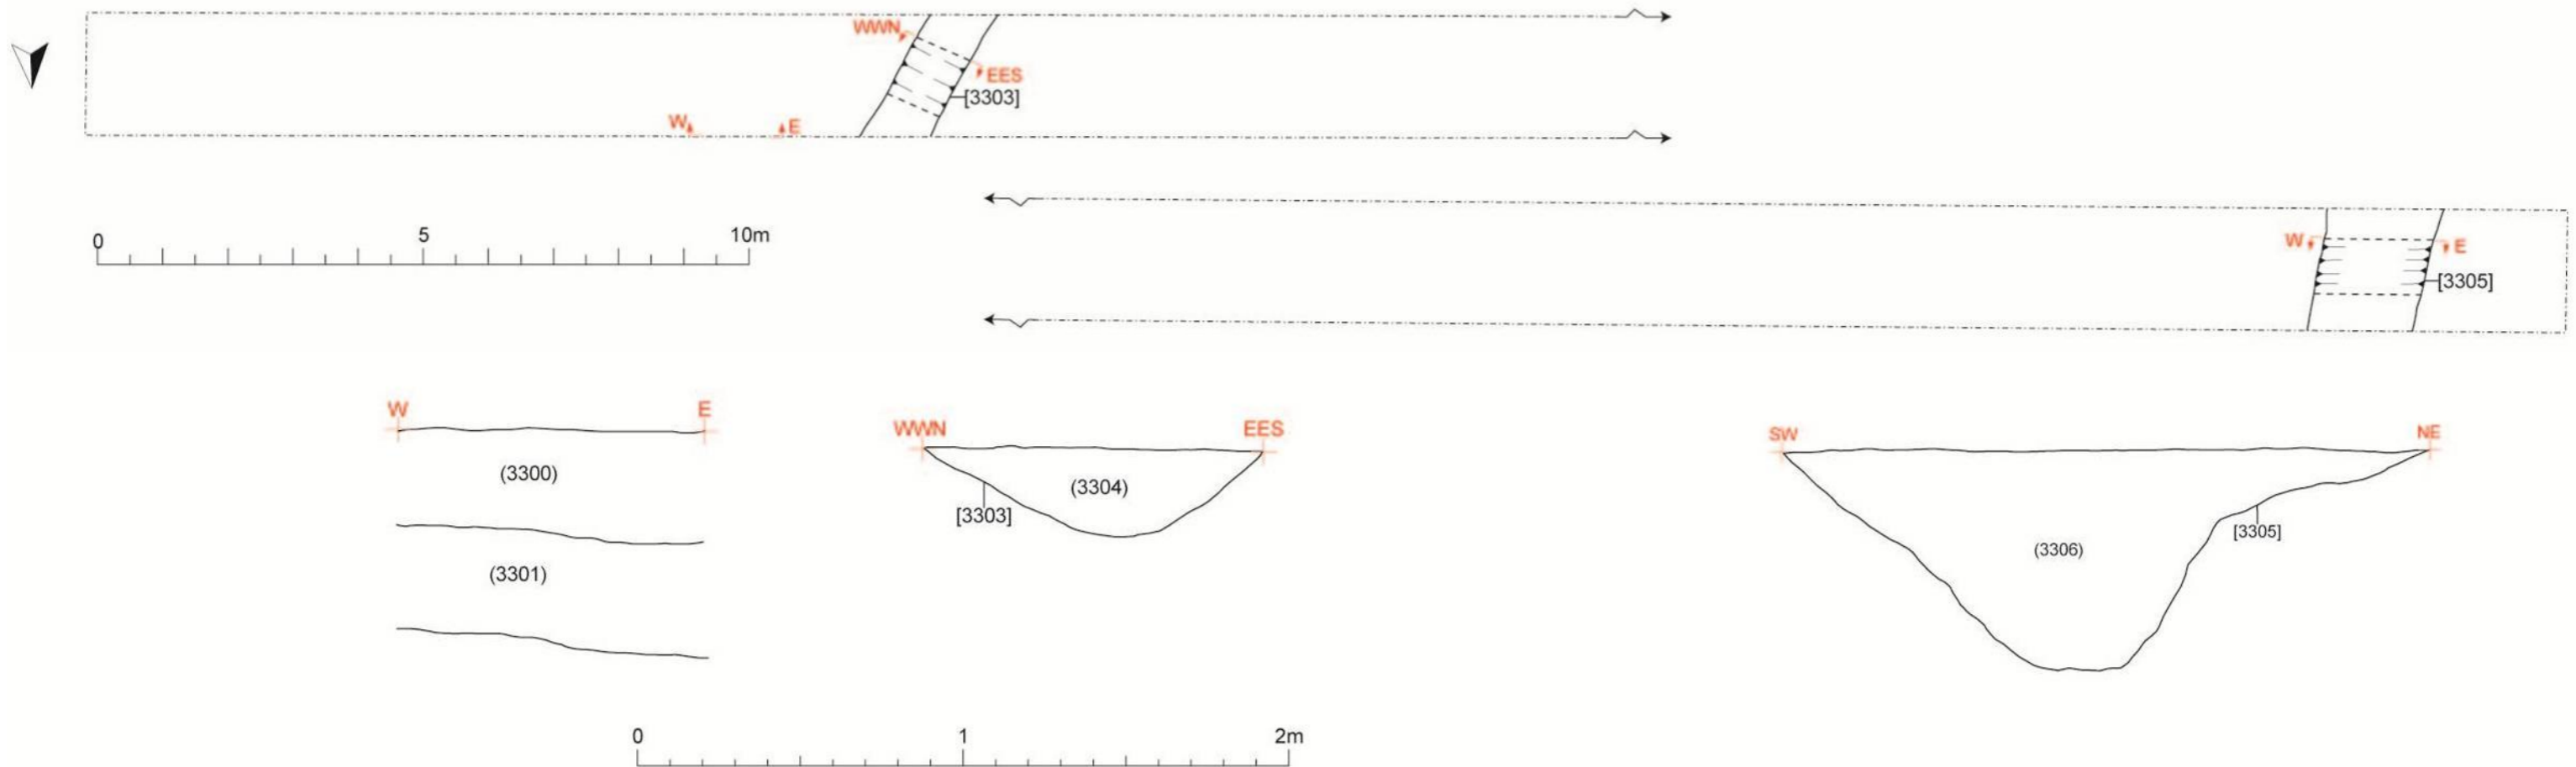 WWN
EES
[3303]
W E
0 5 10m
W E
[3305]
W E
(3300)
(3301)
WWN EES
(3304)
[3303]
SW NE
(3306)
[3305]
0 1 2m